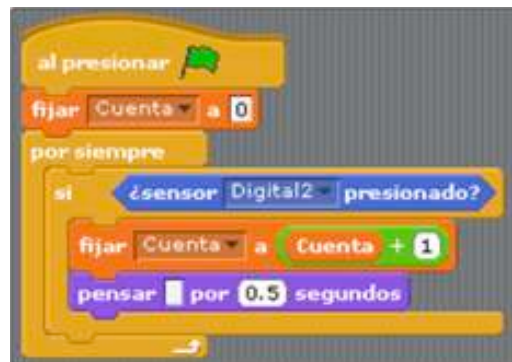 al presionar
fijar Cuenta a 0
por siempre
si ¿sensor Digital2 presionado?
fijar Cuenta a Cuenta + 1
pensar por 0.5 segundos